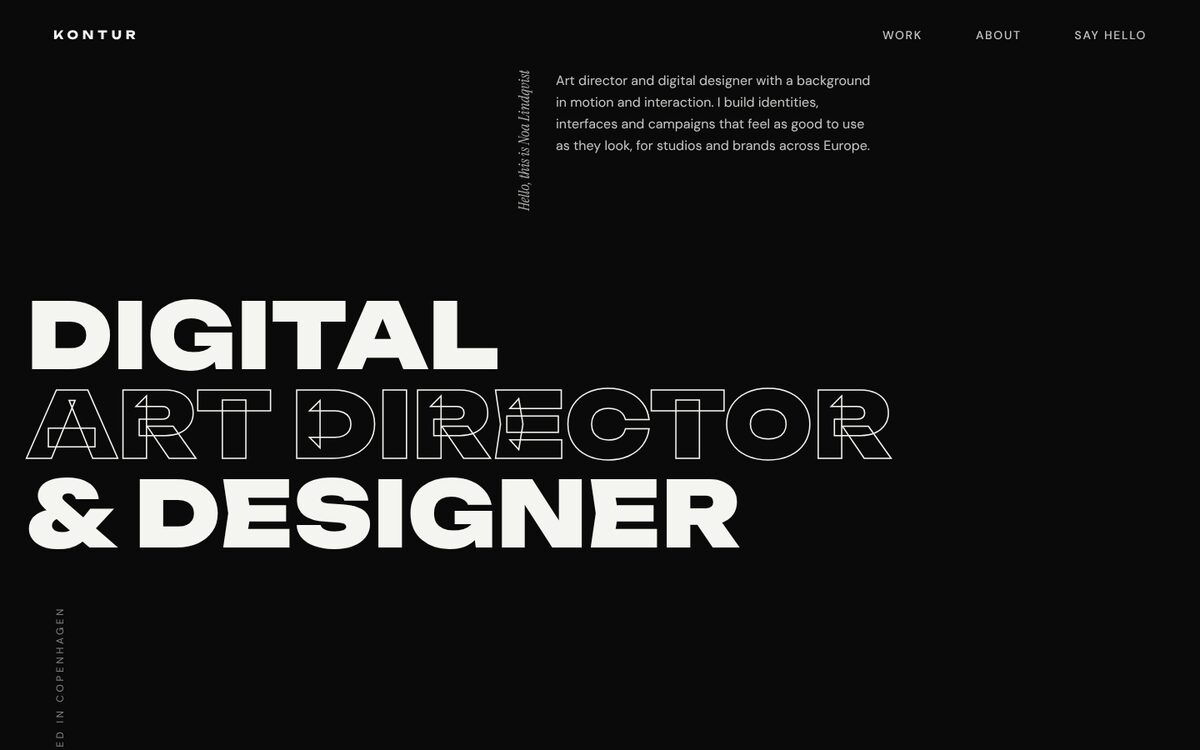 KONTUR
WORK
ABOUT
SAY HELLO
Hello, this is Noa Lindqvist
Art director and digital designer with a background
in motion and interaction. I build identities,
interfaces and campaigns that feel as good to use
as they look, for studios and brands across Europe.
DIGITAL
ART DIRECTOR
& DESIGNER
IN COPENHAGEN